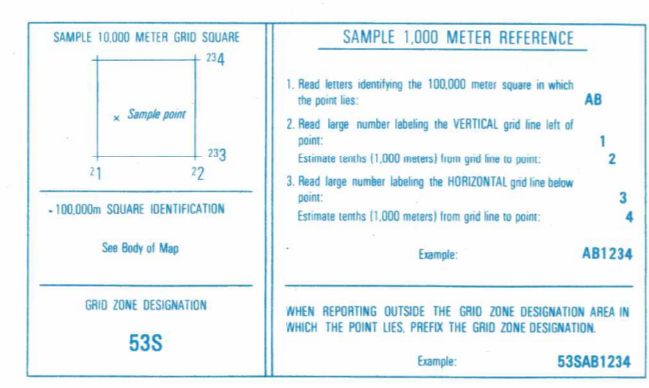 SAMPLE 10,000 METER GRID SQUARE
234
× Sample point
233
21 22
100,000m SQUARE IDENTIFICATION
See Body of Map
GRID ZONE DESIGNATION
53S
SAMPLE 1,000 METER REFERENCE
1. Read letters identifying the 100,000 meter square in which
the point lies: AB
2. Read large number labeling the VERTICAL grid line left of
point: 1
Estimate tenths (1,000 meters) from grid line to point: 2
3. Read large number labeling the HORIZONTAL grid line below
point: 3
Estimate tenths (1,000 meters) from grid line to point: 4
Example: AB1234
WHEN REPORTING OUTSIDE THE GRID ZONE DESIGNATION AREA IN
WHICH THE POINT LIES, PREFIX THE GRID ZONE DESIGNATION.
Example: 53SAB1234